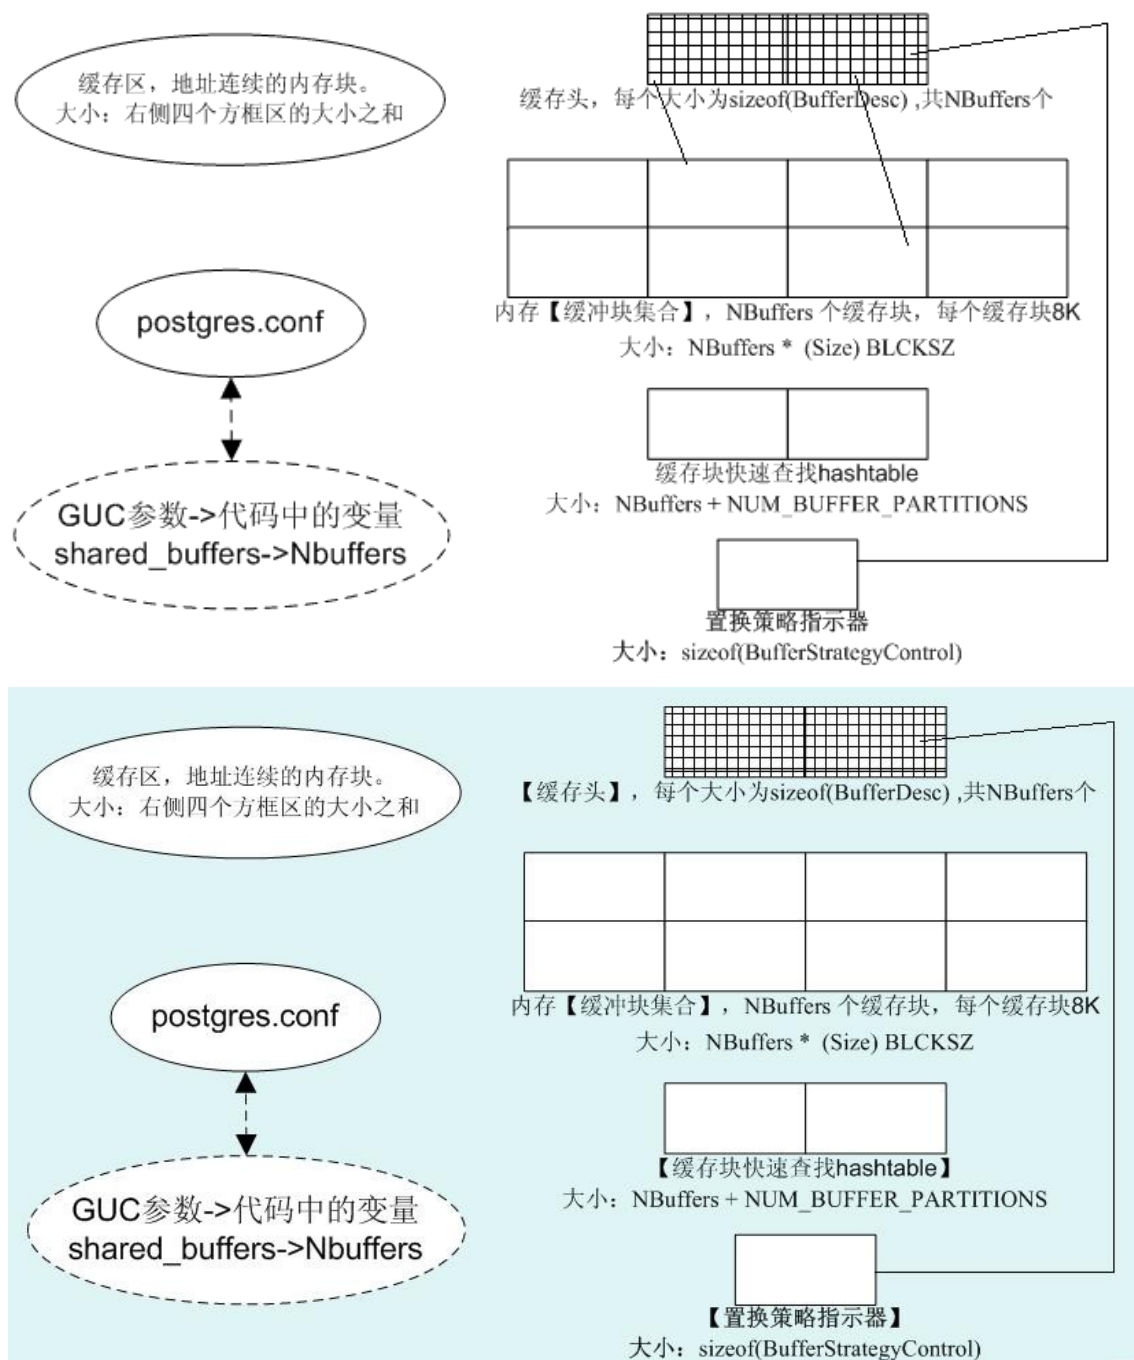 缓存区，地址连续的内存块。
大小：右侧四个方框区的大小之和
缓存头，每个大小为sizeof(BufferDesc) ,共NBuffers个
内存【缓冲块集合】，NBuffers 个缓存块，每个缓存块8K
大小：NBuffers * (Size) BLCKSZ
postgres.conf
缓存块快速查找hashtable
大小：NBuffers + NUM_BUFFER_PARTITIONS
GUC参数->代码中的变量
shared_buffers->Nbuffers
置换策略指示器
大小：sizeof(BufferStrategyControl)
缓存区，地址连续的内存块。
大小：右侧四个方框区的大小之和
【缓存头】，每个大小为sizeof(BufferDesc) ,共NBuffers个
内存【缓冲块集合】，NBuffers 个缓存块，每个缓存块8K
大小：NBuffers * (Size) BLCKSZ
postgres.conf
【缓存块快速查找hashtable】
大小：NBuffers + NUM_BUFFER_PARTITIONS
GUC参数->代码中的变量
shared_buffers->Nbuffers
【置换策略指示器】
大小：sizeof(BufferStrategyControl)